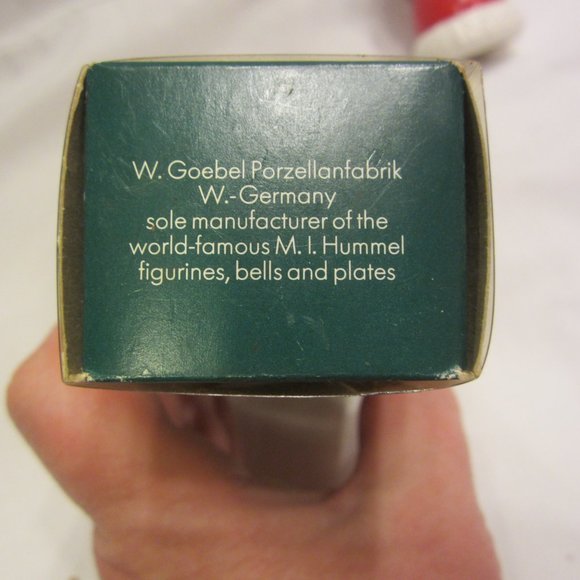 W. Goebel Porzellanfabrik
W.-Germany
sole manufacturer of the
world-famous M. I. Hummel
figurines, bells and plates